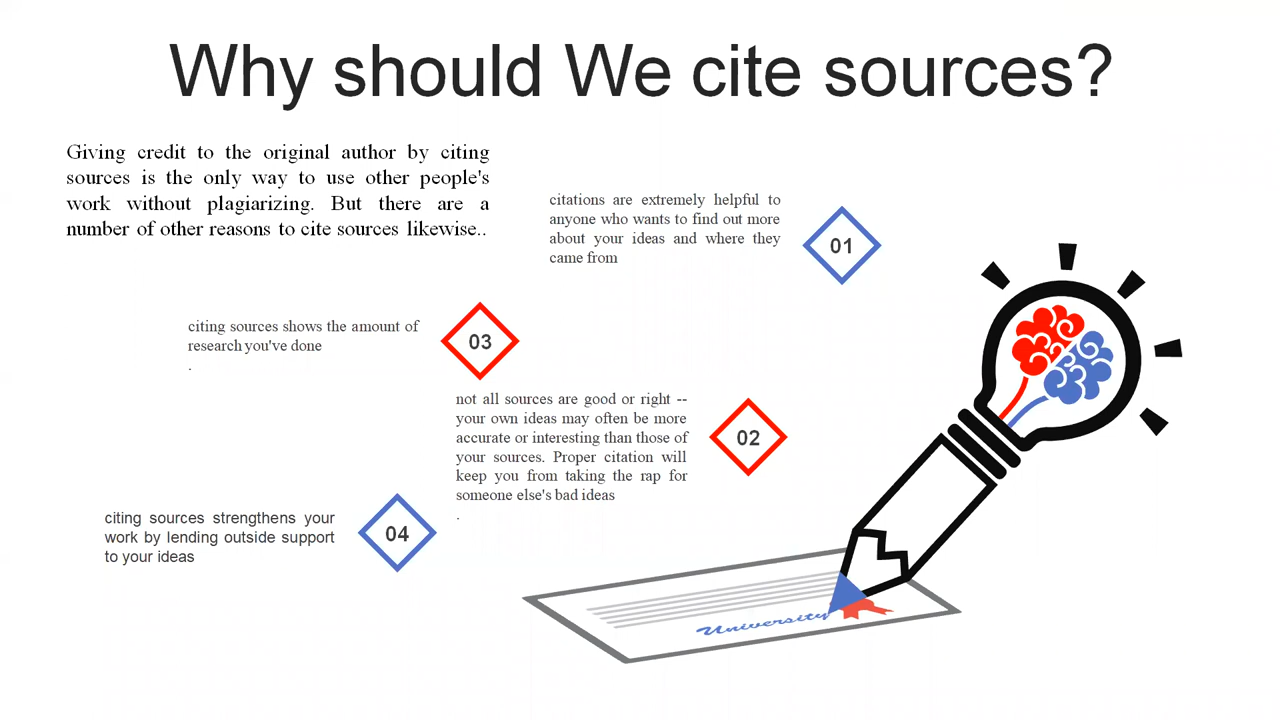 Why should We cite sources?
Giving credit to the original author by citing
sources is the only way to use other people's
work without plagiarizing. But there are a
number of other reasons to cite sources likewise..
citations are extremely helpful to
anyone who wants to find out more
about your ideas and where they
came from
01
citing sources shows the amount of
research you've done
.
03
not all sources are good or right --
your own ideas may often be more
accurate or interesting than those of
your sources. Proper citation will
keep you from taking the rap for
someone else's bad ideas
.
02
citing sources strengthens your
work by lending outside support
to your ideas
04
University